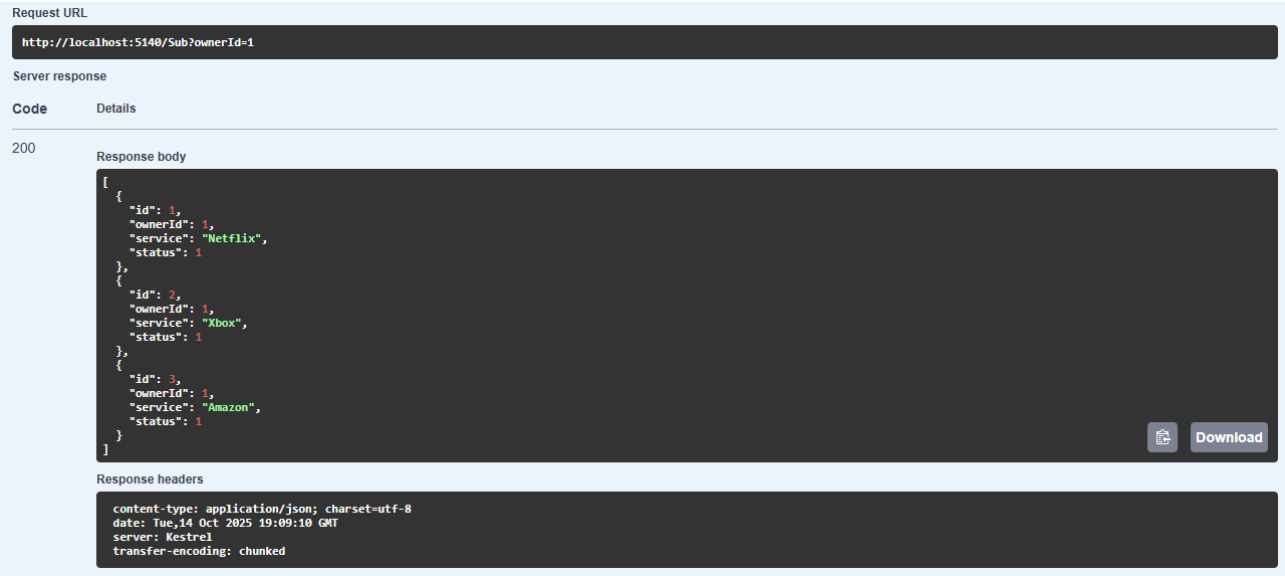 Request URL
http://localhost:5140/Sub?ownerId=1
Server response
Code Details
200
Response body
[
  {
    "id": 1,
    "ownerId": 1,
    "service": "Netflix",
    "status": 1
  },
  {
    "id": 2,
    "ownerId": 1,
    "service": "Xbox",
    "status": 1
  },
  {
    "id": 3,
    "ownerId": 1,
    "service": "Amazon",
    "status": 1
  }
]
Download
Response headers
content-type: application/json; charset=utf-8
date: Tue,14 Oct 2025 19:09:10 GMT
server: Kestrel
transfer-encoding: chunked